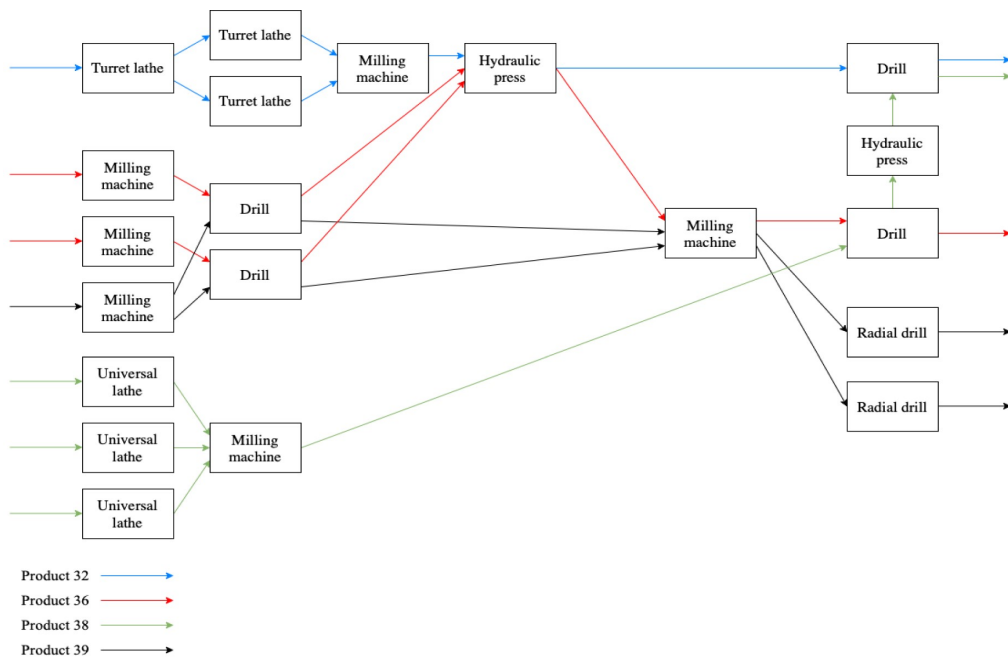 Turret lathe
Turret lathe
Turret lathe
Milling
machine
Hydraulic
press
Drill
Hydraulic
press
Milling
machine
Milling
machine
Milling
machine
Drill
Drill
Milling
machine
Drill
Radial drill
Radial drill
Universal
lathe
Universal
lathe
Universal
lathe
Milling
machine
Product 32
Product 36
Product 38
Product 39